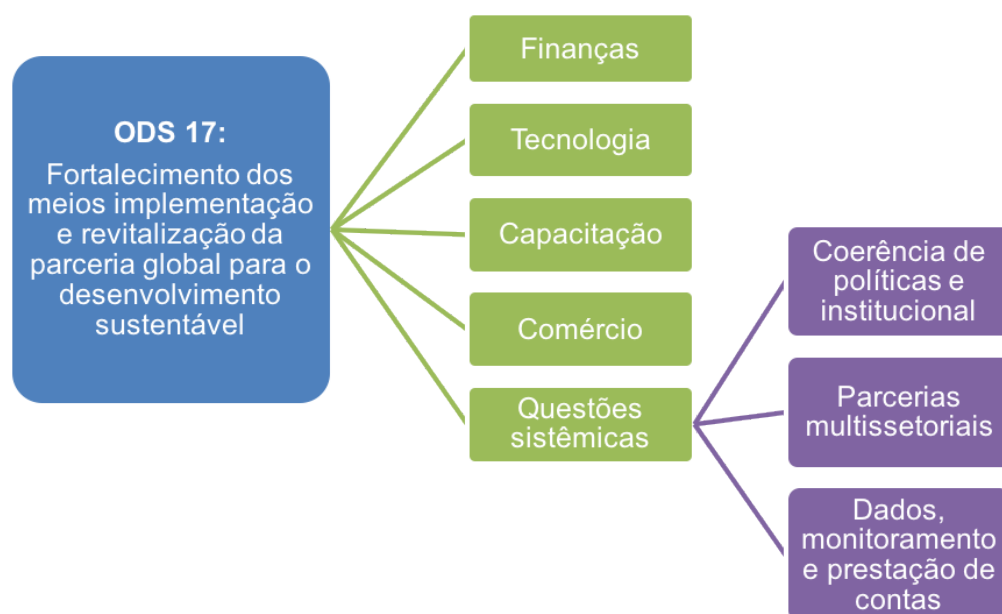 ODS 17:
Fortalecimento dos
meios implementação
e revitalização da
parceria global para o
desenvolvimento
sustentável
Finanças
Tecnologia
Capacitação
Comércio
Questões
sistêmicas
Coerência de
políticas e
institucional
Parcerias
multissetoriais
Dados,
monitoramento
e prestação de
contas